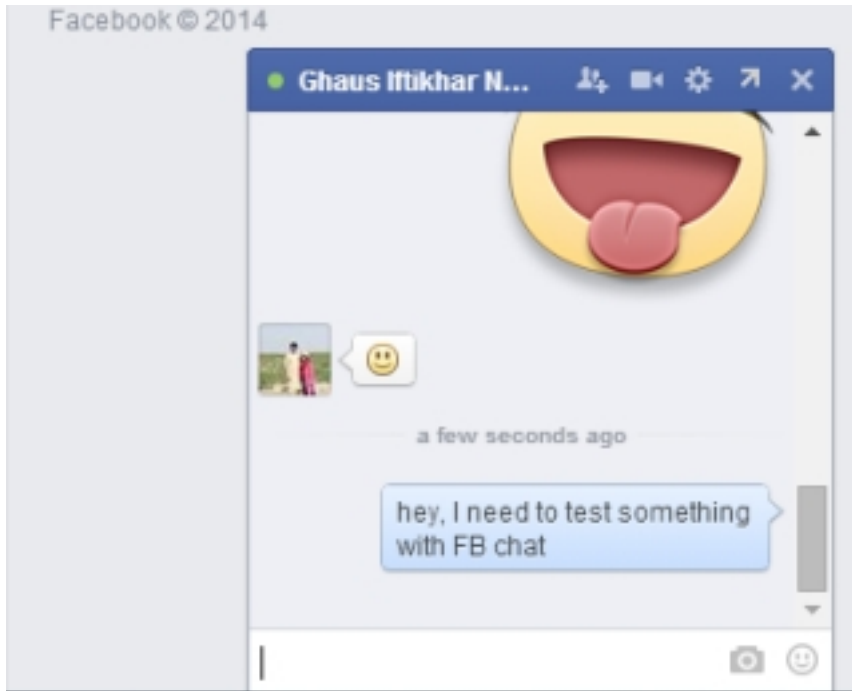 Facebook © 2014
Ghaus Iftikhar N...
a few seconds ago
hey, I need to test something
with FB chat